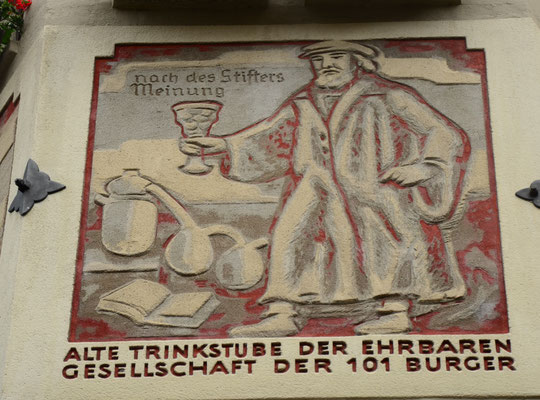 nach des Stifters
Meinung
ALTE TRINKSTUBE DER EHRBAREN
GESELLSCHAFT DER 101 BURGER